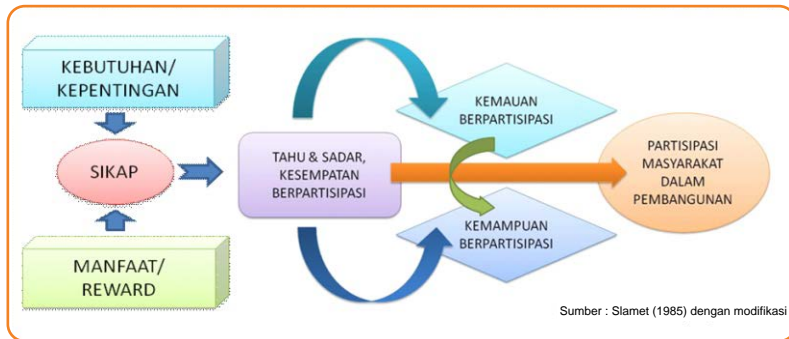 KEBUTUHAN/
KEPENTINGAN
SIKAP
MANFAAT/
REWARD
TAHU & SADAR,
KESEMPATAN
BERPARTISIPASI
KEMAUAN
BERPARTISIPASI
KEMAMPUAN
BERPARTISIPASI
PARTISIPASI
MASYARAKAT
DALAM
PEMBANGUNAN
Sumber : Slamet (1985) dengan modifikasi